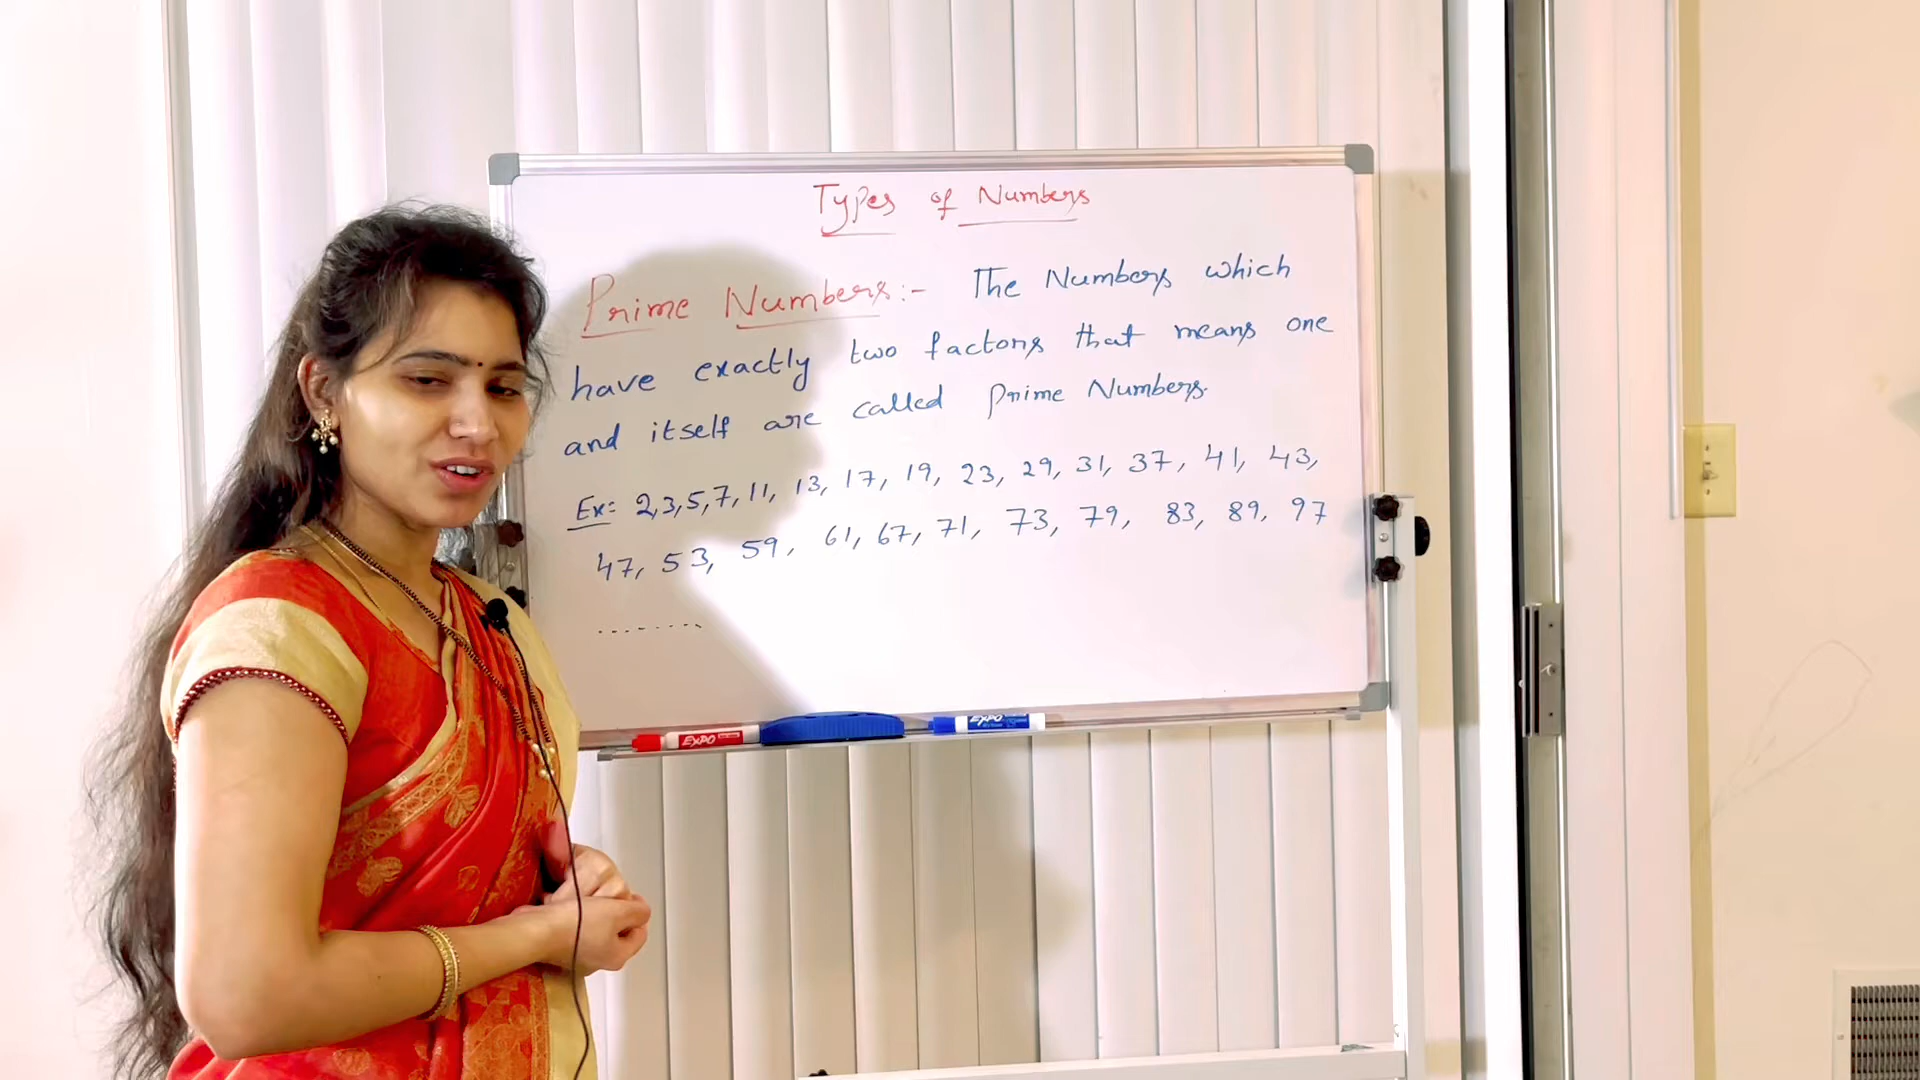 Types of Numbers
Prime Numbers:- The Numbers which
have exactly two factors that means one
and itself are called Prime Numbers.
Ex: 2,3,5,7,11, 13, 17, 19, 23, 29, 31, 37, 41, 43,
47, 53, 59, 61, 67, 71, 73, 79, 83, 89, 97
.........
EXPO
EXPO